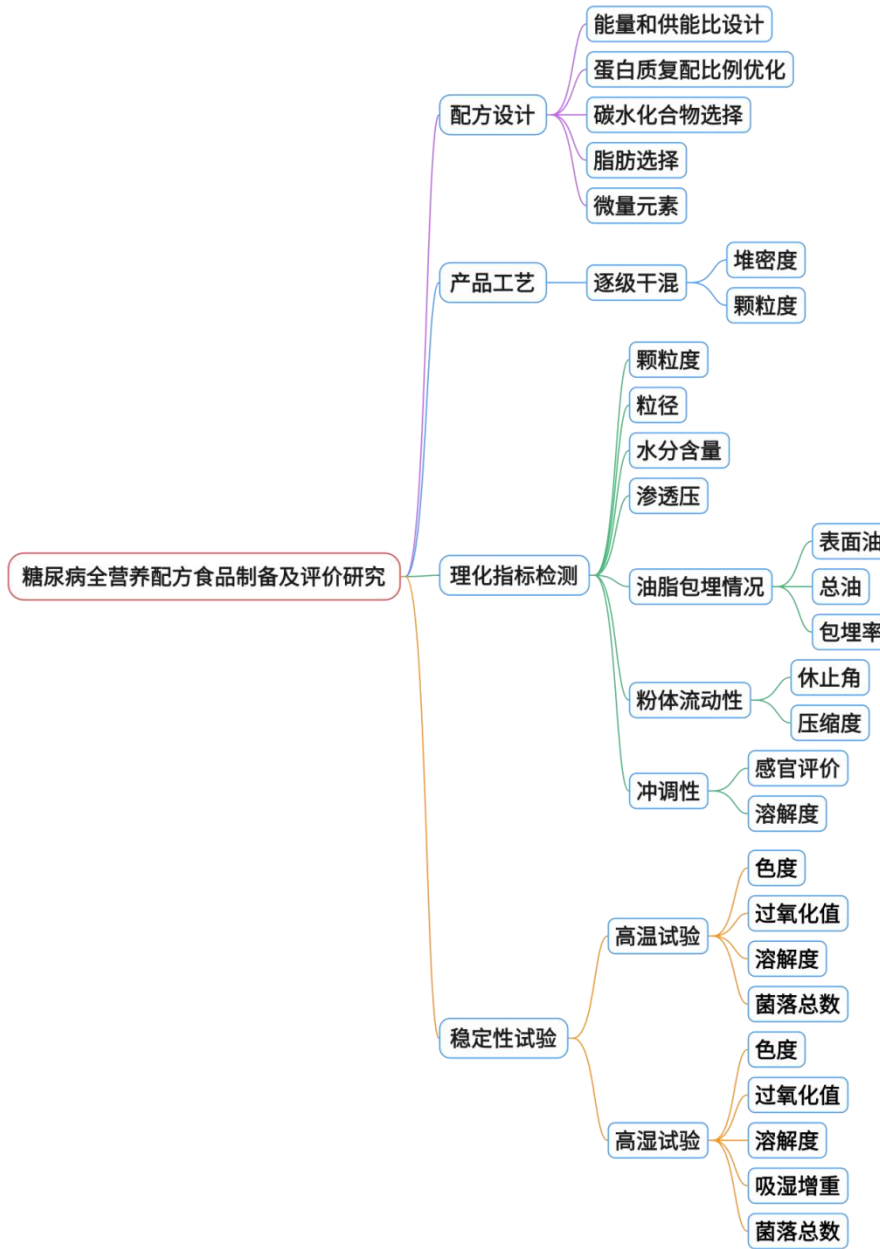 糖尿病全营养配方食品制备及评价研究
配方设计
能量和供能比设计
蛋白质复配比例优化
碳水化合物选择
脂肪选择
微量元素
产品工艺
逐级干混
堆密度
颗粒度
理化指标检测
颗粒度
粒径
水分含量
渗透压
油脂包埋情况
表面油
总油
包埋率
粉体流动性
休止角
压缩度
冲调性
感官评价
溶解度
稳定性试验
高温试验
色度
过氧化值
溶解度
菌落总数
高湿试验
色度
过氧化值
溶解度
吸湿增重
菌落总数